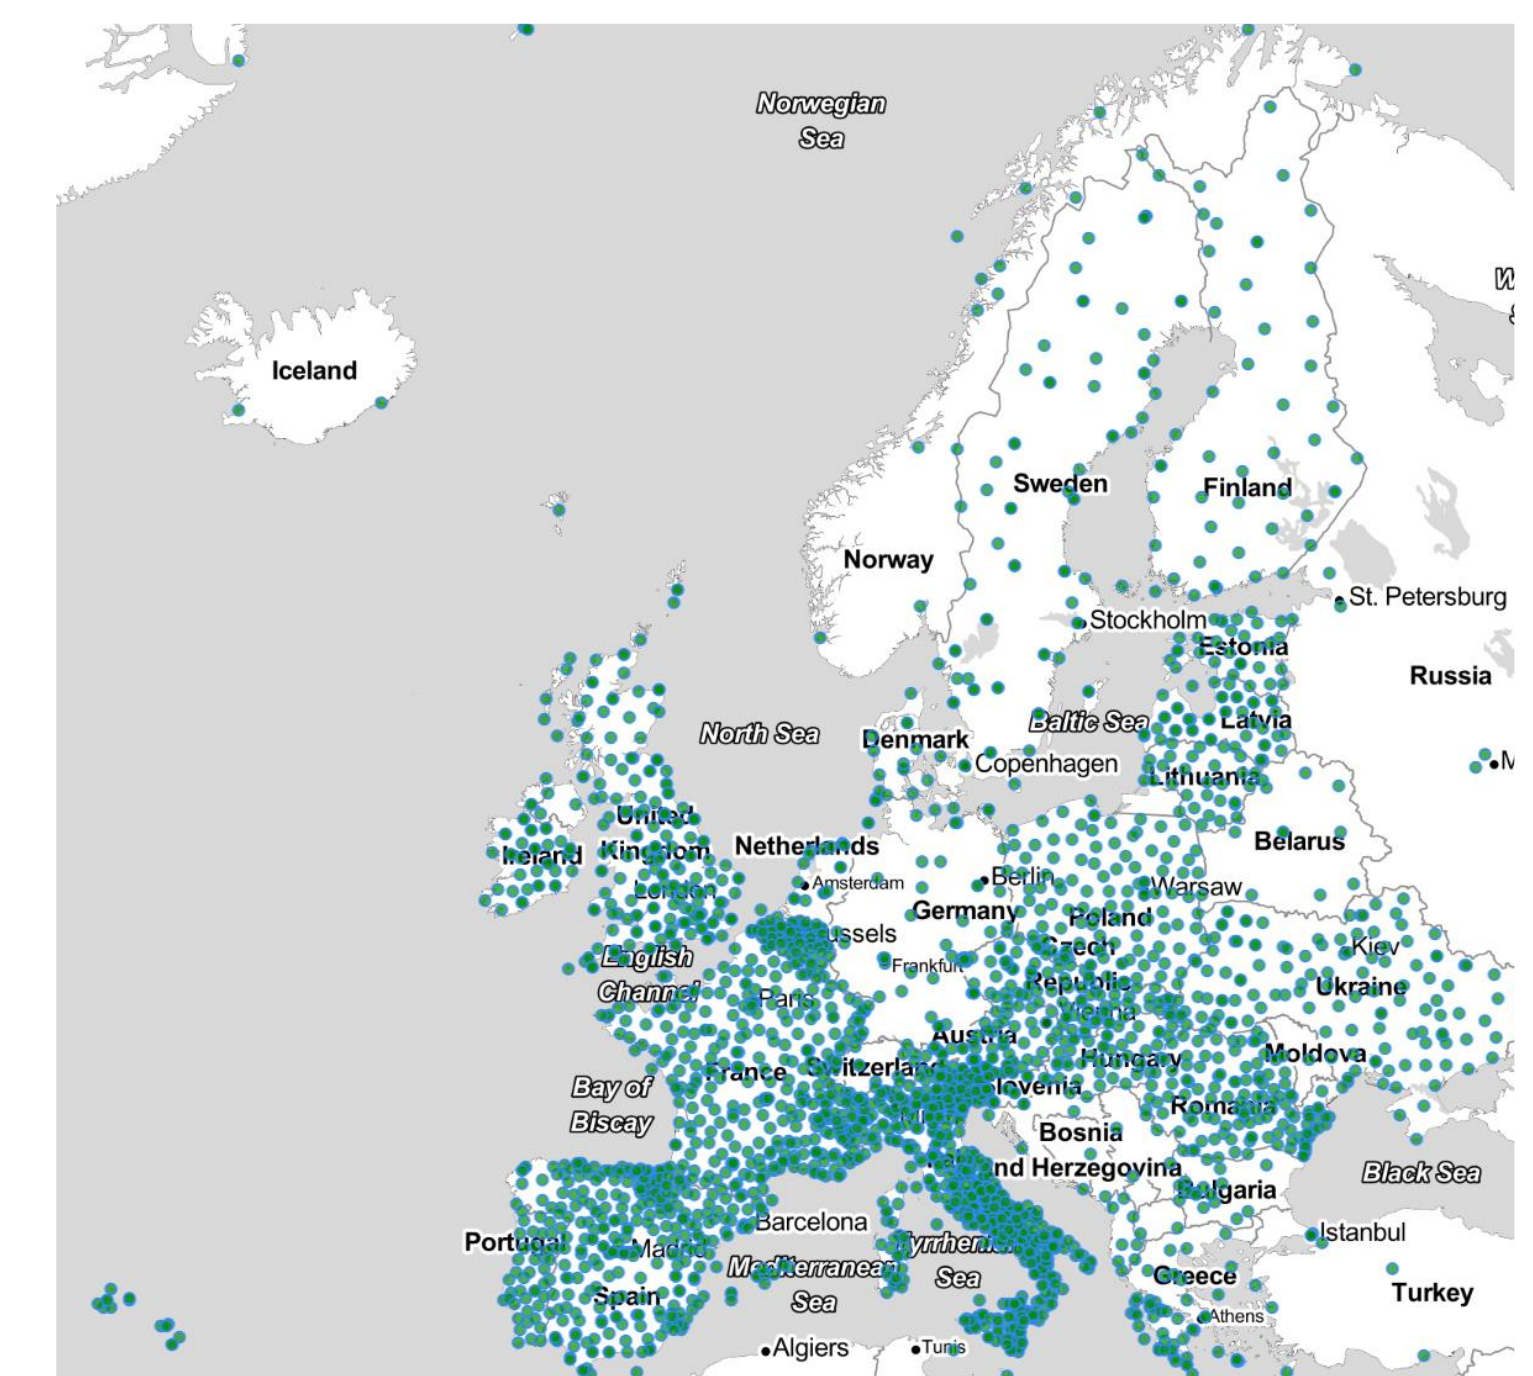 Norwegian
Sea
W
S
Iceland
Sweden
Finland
Norway
St. Petersburg
Stockholm
Estonia
Russia
North Sea
Baltic Sea
Latvia
Denmark
Copenhagen
M
Lithuania
United
Kingdom
Netherlands
Ireland
Belarus
Amsterdam
Berlin
Warsaw
London
Germany
Poland
ussels
Czech
Kiev
English
Channel
Frankfurt
Republic
Ukraine
Paris
Vienna
Austria
Hungary
Moldova
France
Switzerland
Slovenia
Bay of
Biscay
Romania
Bosnia
and Herzegovina
Black Sea
Bulgaria
Barcelona
Istanbul
Portugal
Madrid
Tyrrhenian
Sea
Mediterranean
Sea
Greece
Spain
Turkey
Athens
Algiers
Tunis